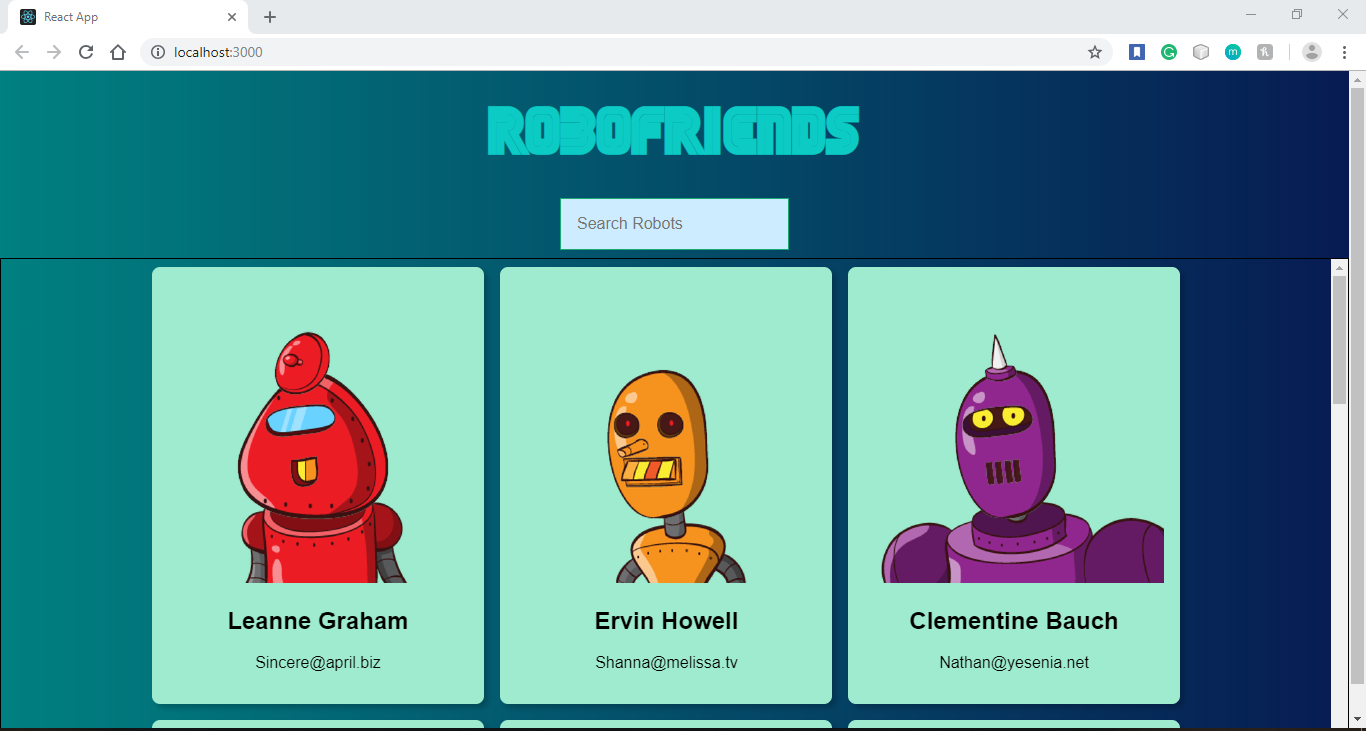 React App
localhost:3000
m
ROBOFRIENDS
Search Robots
Leanne Graham
Ervin Howell
Clementine Bauch
Sincere@april.biz
Shanna@melissa.tv
Nathan@yesenia.net